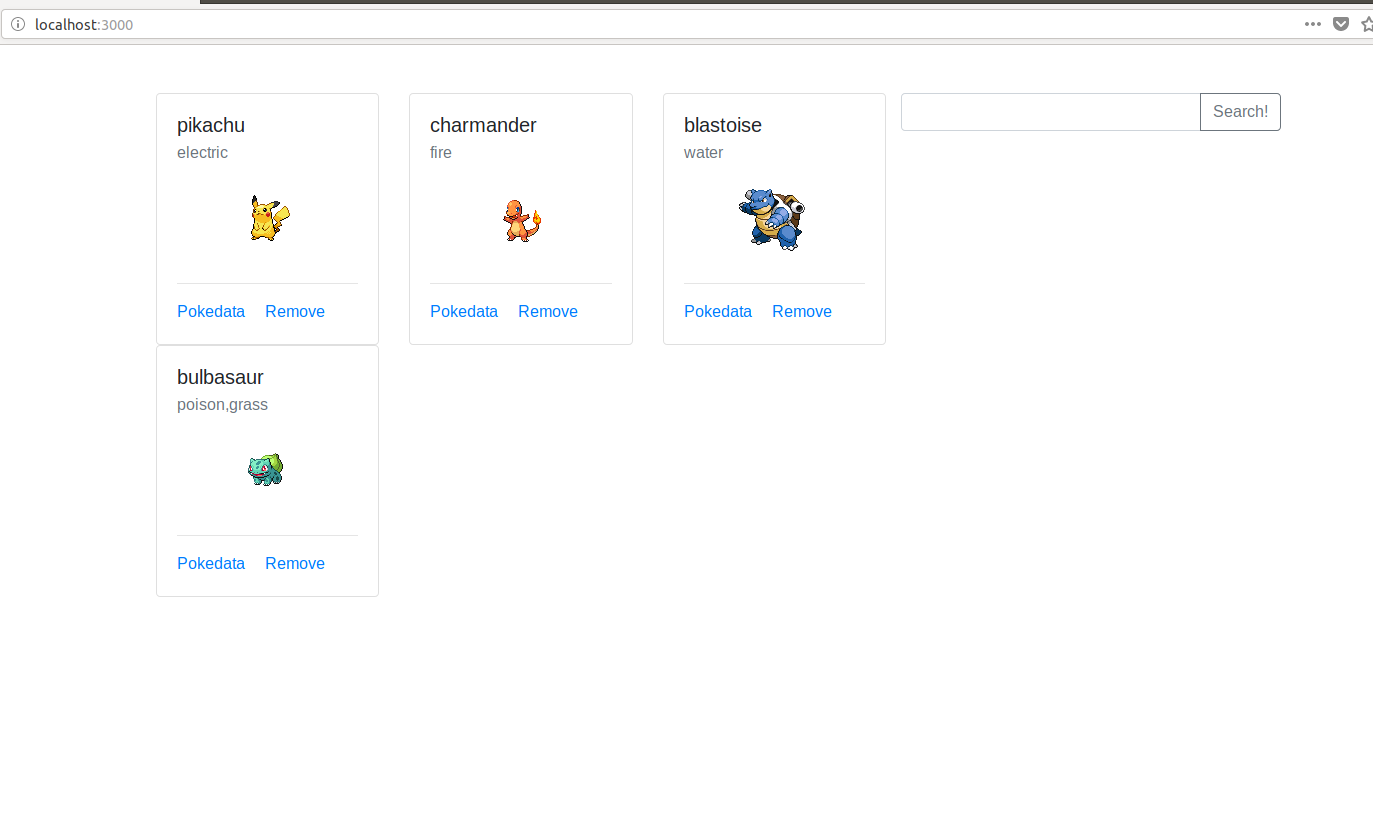 localhost:3000
pikachu
electric
Pokedata Remove
charmander
fire
Pokedata Remove
blastoise
water
Pokedata Remove
Search!
bulbasaur
poison,grass
Pokedata Remove